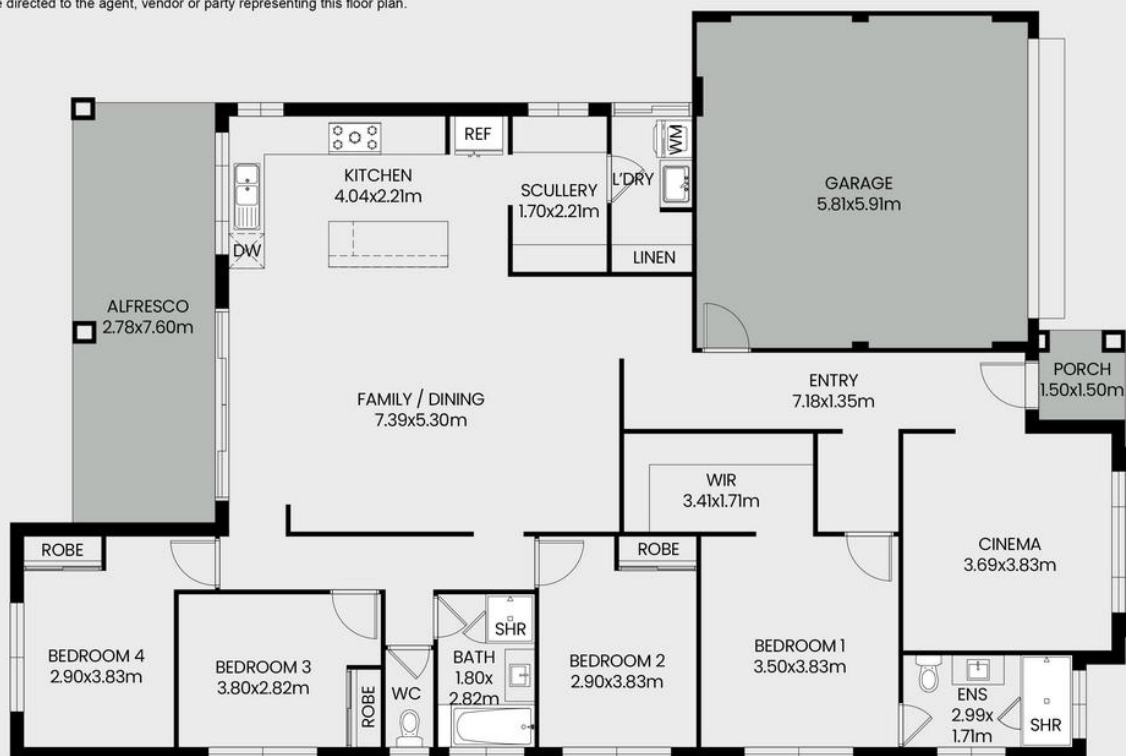 e directed to the agent, vendor or party representing this floor plan.
REF
WM
KITCHEN
4.04x2.21m
SCULLERY
1.70x2.21m
L'DRY
GARAGE
5.81x5.91m
DW
LINEN
ALFRESCO
2.78x7.60m
FAMILY / DINING
7.39x5.30m
ENTRY
7.18x1.35m
PORCH
1.50x1.50m
WIR
3.41x1.71m
ROBE
ROBE
CINEMA
3.69x3.83m
SHR
BEDROOM 4
2.90x3.83m
BEDROOM 3
3.80x2.82m
ROBE
WC
BATH
1.80x
2.82m
BEDROOM 2
2.90x3.83m
BEDROOM 1
3.50x3.83m
ENS
2.99x
1.71m
SHR